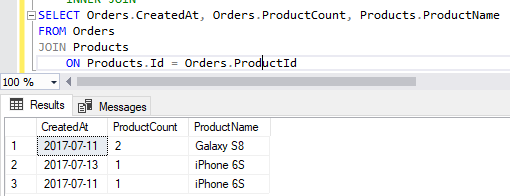 INNER JOIN
SELECT Orders.CreatedAt, Orders.ProductCount, Products.ProductName
FROM Orders
JOIN Products
ON Products.Id = Orders.ProductId
100 %
Results Messages
CreatedAt ProductCount ProductName
1 2017-07-11 2 Galaxy S8
2 2017-07-13 1 iPhone 6S
3 2017-07-11 1 iPhone 6S